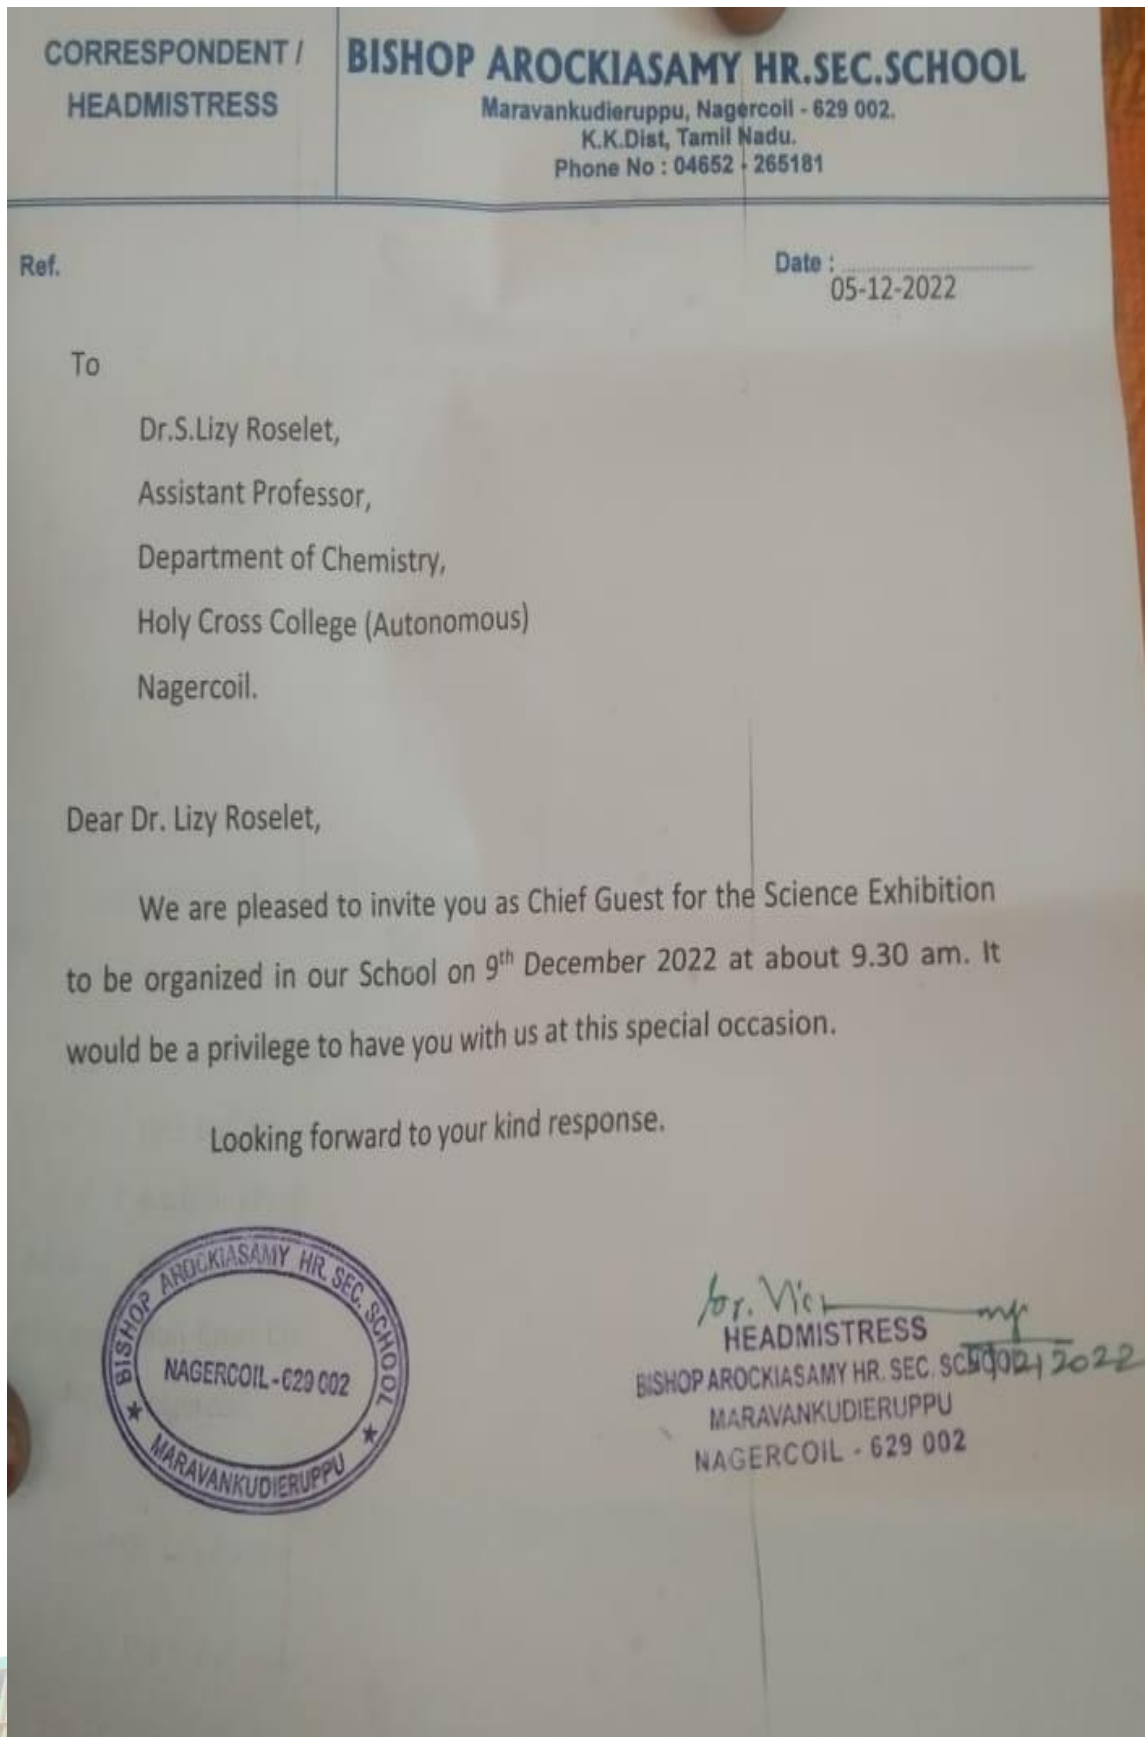 CORRESPONDENT /
HEADMISTRESS
BISHOP AROCKIASAMY HR.SEC.SCHOOL
Maravankudieruppu, Nagercoil - 629 002.
K.K.Dist, Tamil Nadu.
Phone No : 04652 - 265181
Ref.
Date :
05-12-2022
To
Dr.S.Lizy Roselet,
Assistant Professor,
Department of Chemistry,
Holy Cross College (Autonomous)
Nagercoil.
Dear Dr. Lizy Roselet,
We are pleased to invite you as Chief Guest for the Science Exhibition
to be organized in our School on 9th December 2022 at about 9.30 am. It
would be a privilege to have you with us at this special occasion.
Looking forward to your kind response.
BISHOP AROCKIASAMY HR. SEC. SCHOOL
NAGERCOIL - 629 002
★ MARAVANKUDIERUPPU ★
HEADMISTRESS
BISHOP AROCKIASAMY HR. SEC. 2022
MARAVANKUDIERUPPU
NAGERCOIL - 629 002